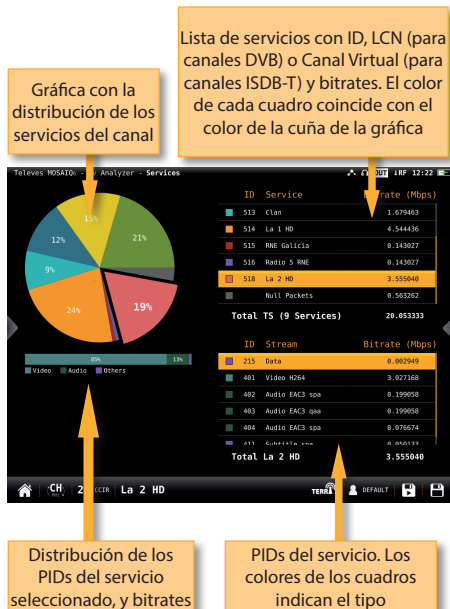 Lista de servicios con ID, LCN (para
canales DVB) o Canal Virtual (para
canales ISDB-T) y bitrates. El color
de cada cuadro coincide con el
color de la cuña de la gráfica
Gráfica con la
distribución de los
servicios del canal
Televes MOSAIQ6 - Analyzer - Services
OUT ↓RF 12:22
15%
21%
12%
9%
24%
19%
ID Service Bitrate (Mbps)
513 Clan 1.679463
514 La 1 HD 4.544436
515 RNE Galicia 0.143027
516 Radio 5 RNE 0.143027
518 La 2 HD 3.555040
Null Packets 0.563262
Total TS (9 Services) 20.053333
85% 13%
Video Audio Others
ID Stream Bitrate (Mbps)
215 Data 0.002949
401 Video H264 3.027168
402 Audio EAC3 spa 0.199058
403 Audio EAC3 qaa 0.199058
404 Audio EAC3 spa 0.076674
411 Subtitle spa 0.050133
Total La 2 HD 3.555040
CH CCIR La 2 HD
TERR DEFAULT
Distribución de los
PIDs del servicio
seleccionado, y bitrates
PIDs del servicio. Los
colores de los cuadros
indican el tipo